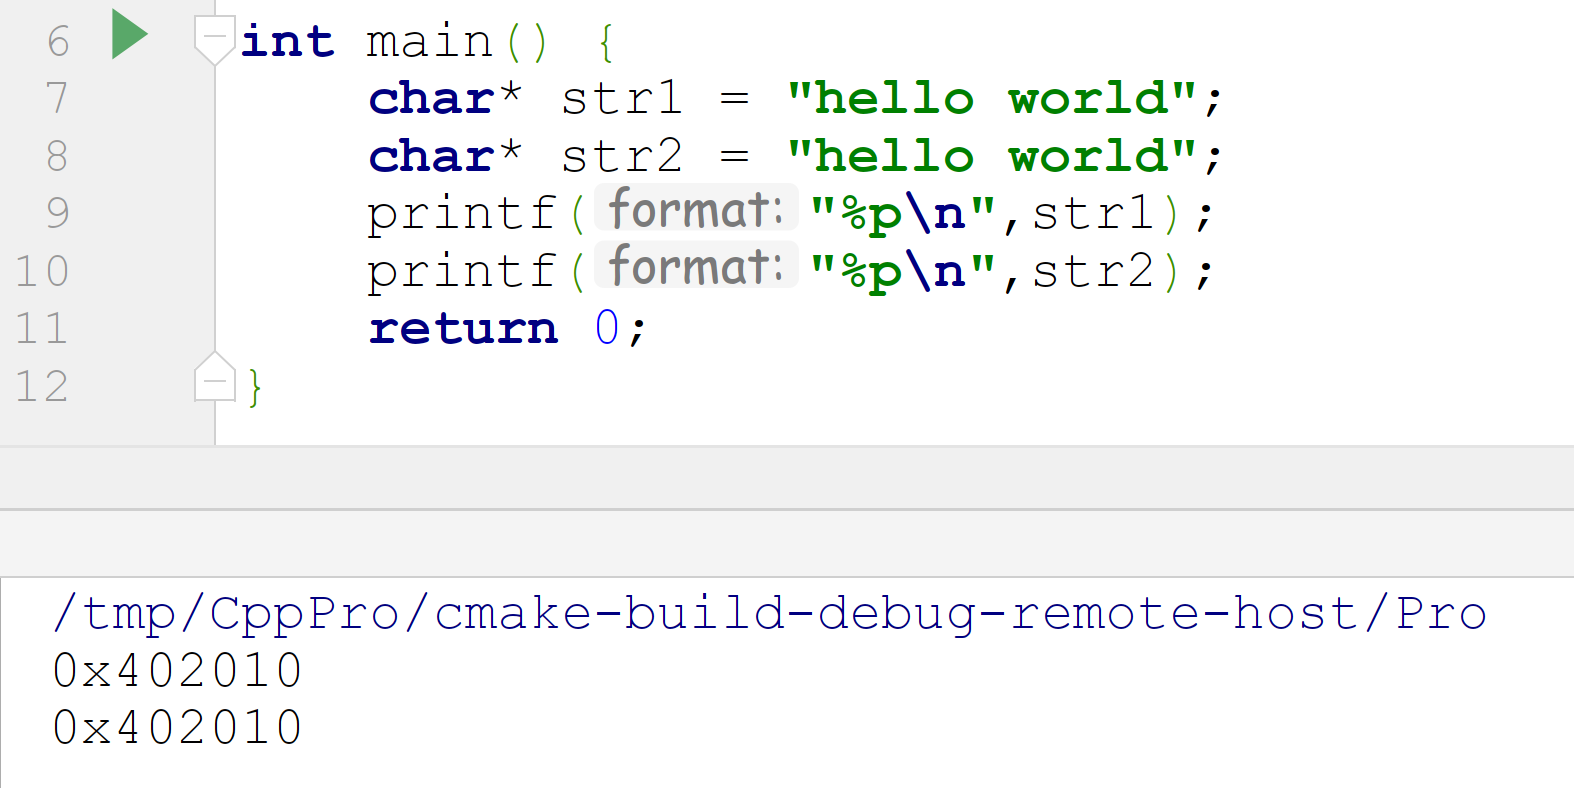 6 int main() {
7 char* str1 = "hello world";
8 char* str2 = "hello world";
9 printf( format: "%p\n",str1);
10 printf( format: "%p\n",str2);
11 return 0;
12 }
/tmp/CppPro/cmake-build-debug-remote-host/Pro
0x402010
0x402010